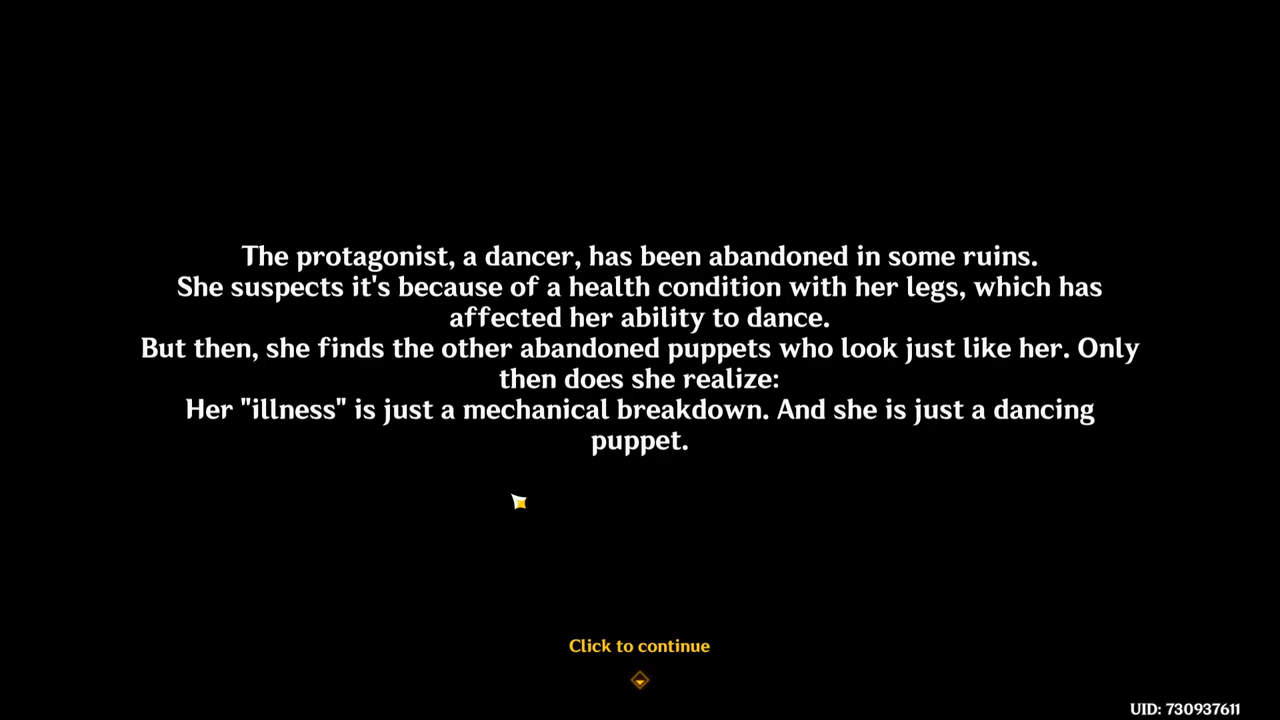 The protagonist, a dancer, has been abandoned in some ruins.
She suspects it's because of a health condition with her legs, which has
affected her ability to dance.
But then, she finds the other abandoned puppets who look just like her. Only
then does she realize:
Her "illness" is just a mechanical breakdown. And she is just a dancing
puppet.
Click to continue
UID: 730937611